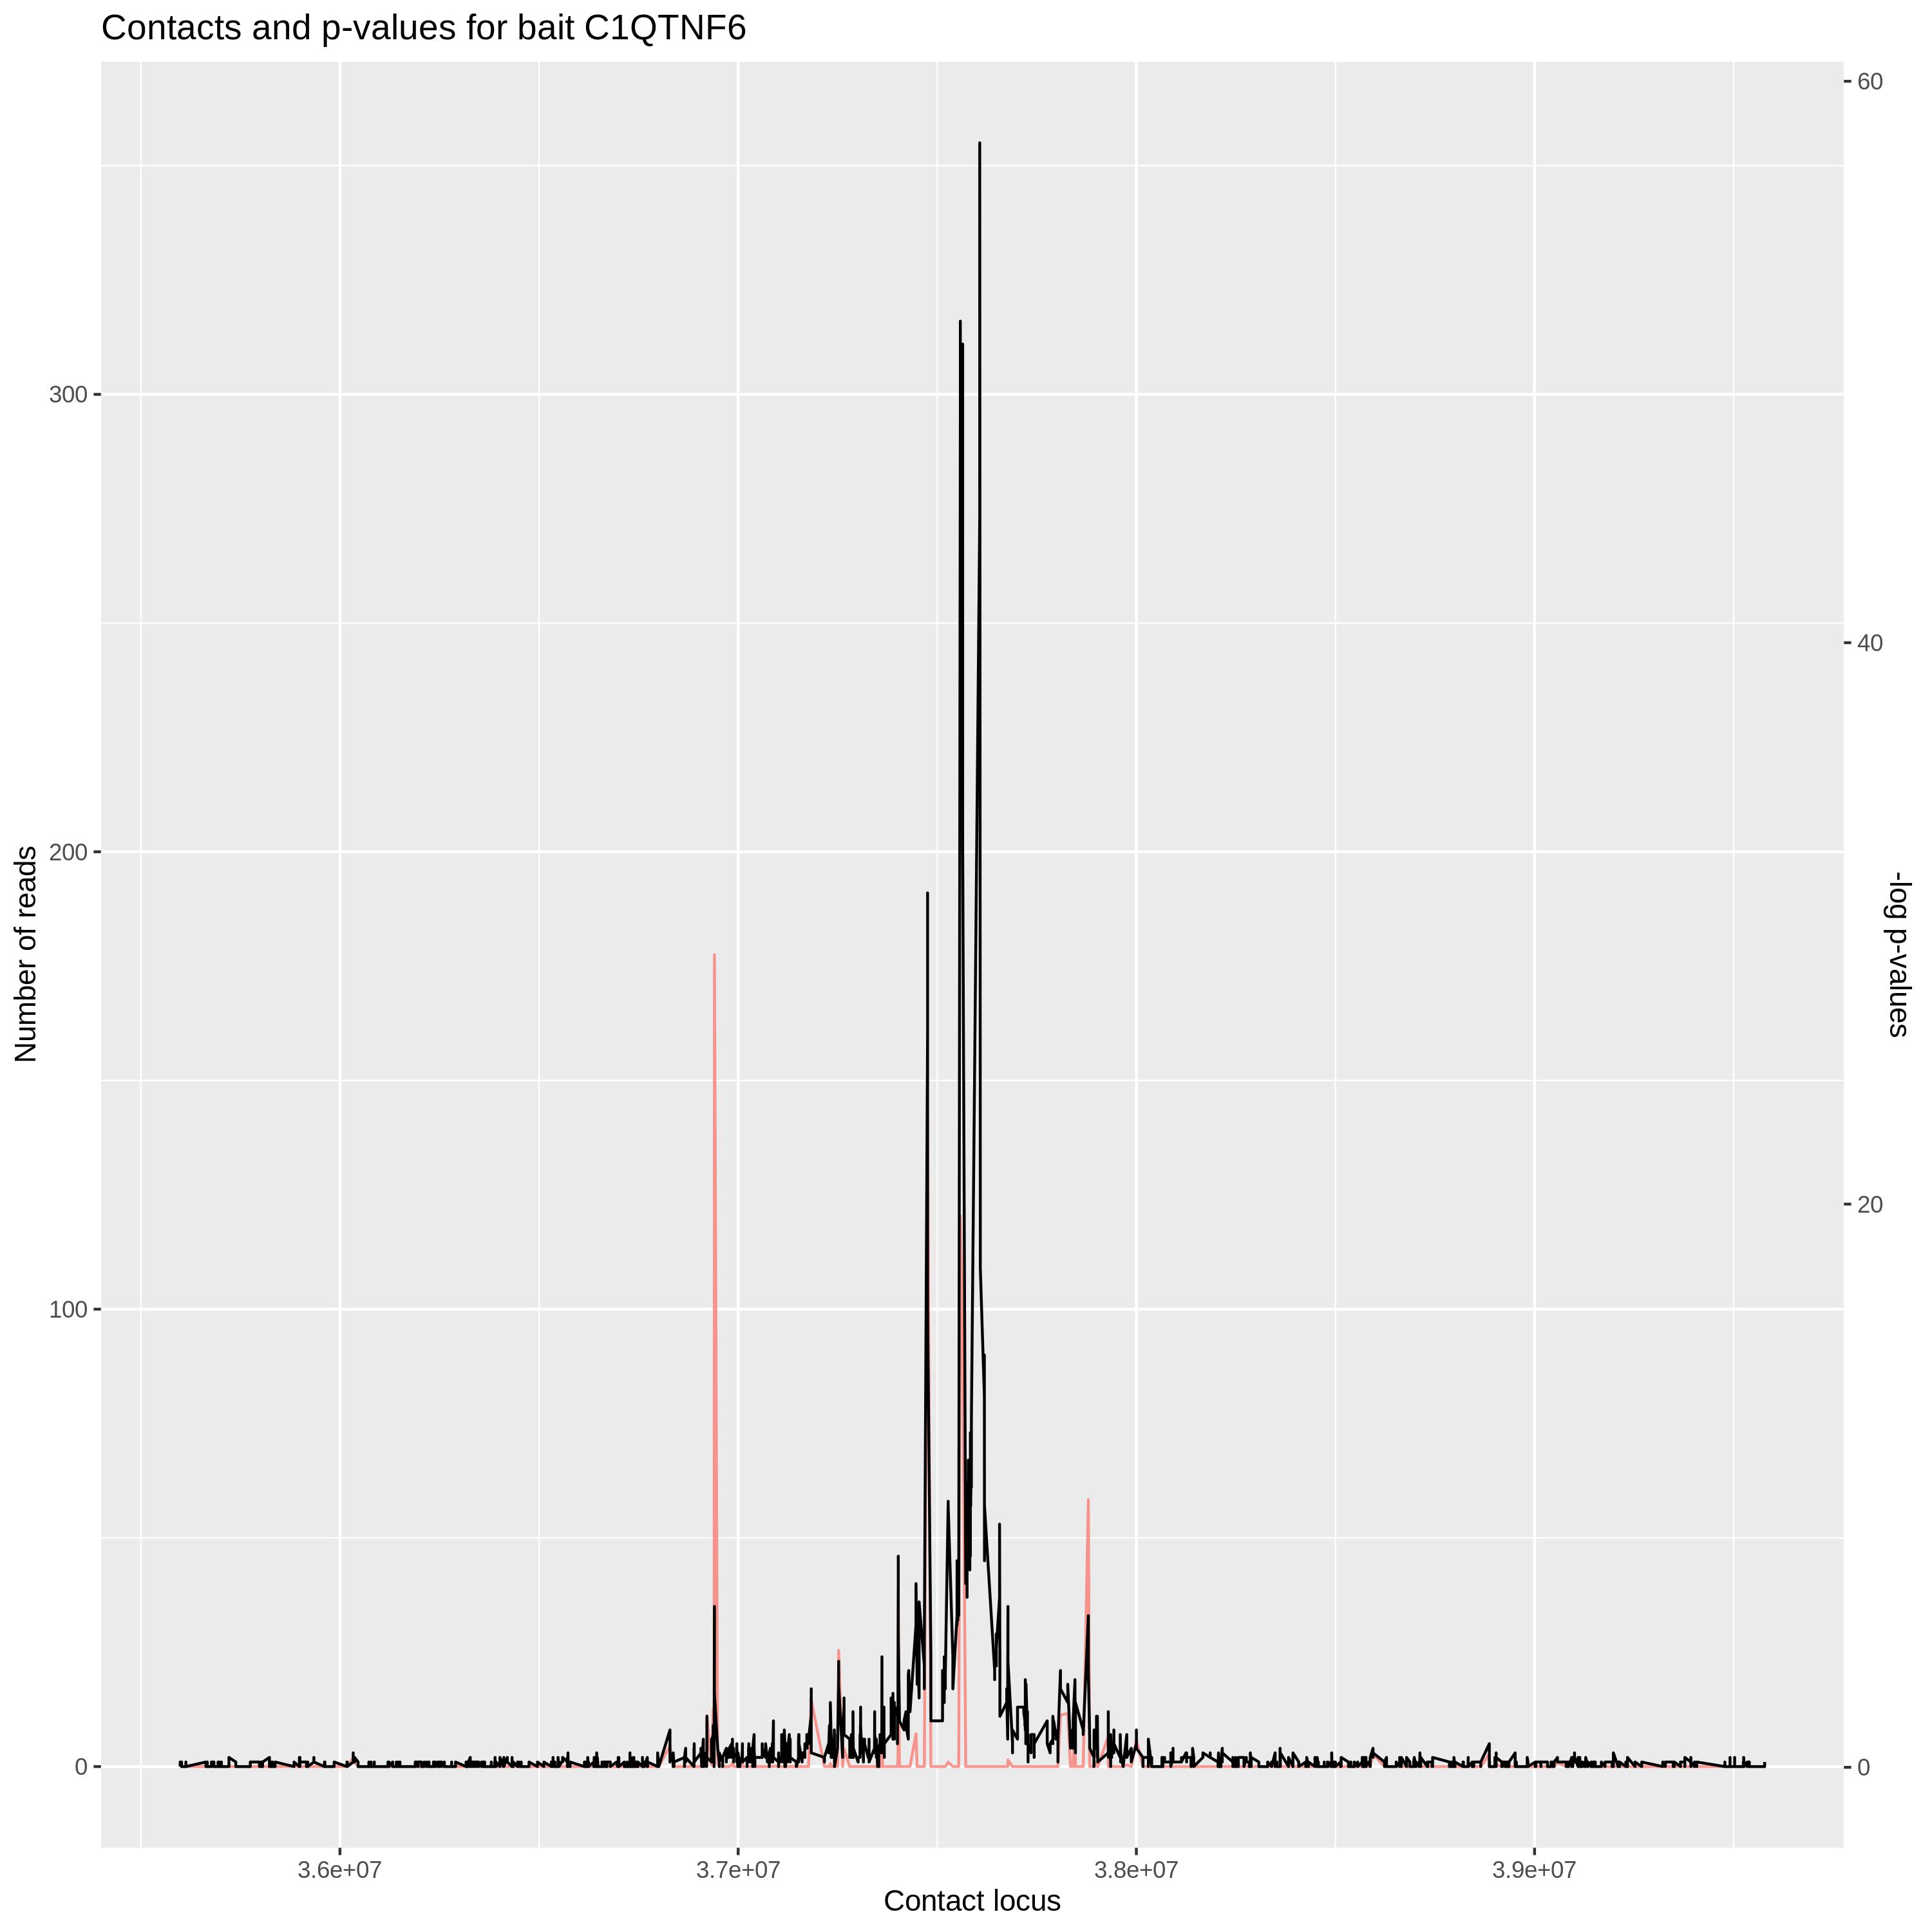 Contacts and p-values for bait C1QTNF6
60
300
40
200
Number of reads
-log p-values
20
100
0
0
3.6e+07 3.7e+07 3.8e+07 3.9e+07
Contact locus